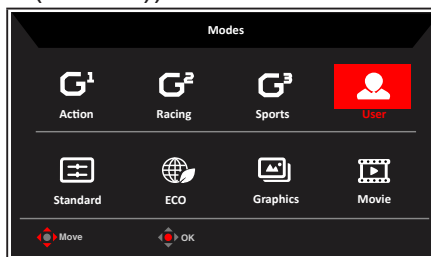 Modes
G¹ G² G³
Action Racing Sports User
Standard ECO Graphics Movie
Move OK